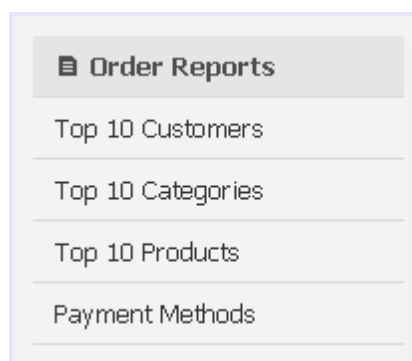 Order Reports
Top 10 Customers
Top 10 Categories
Top 10 Products
Payment Methods